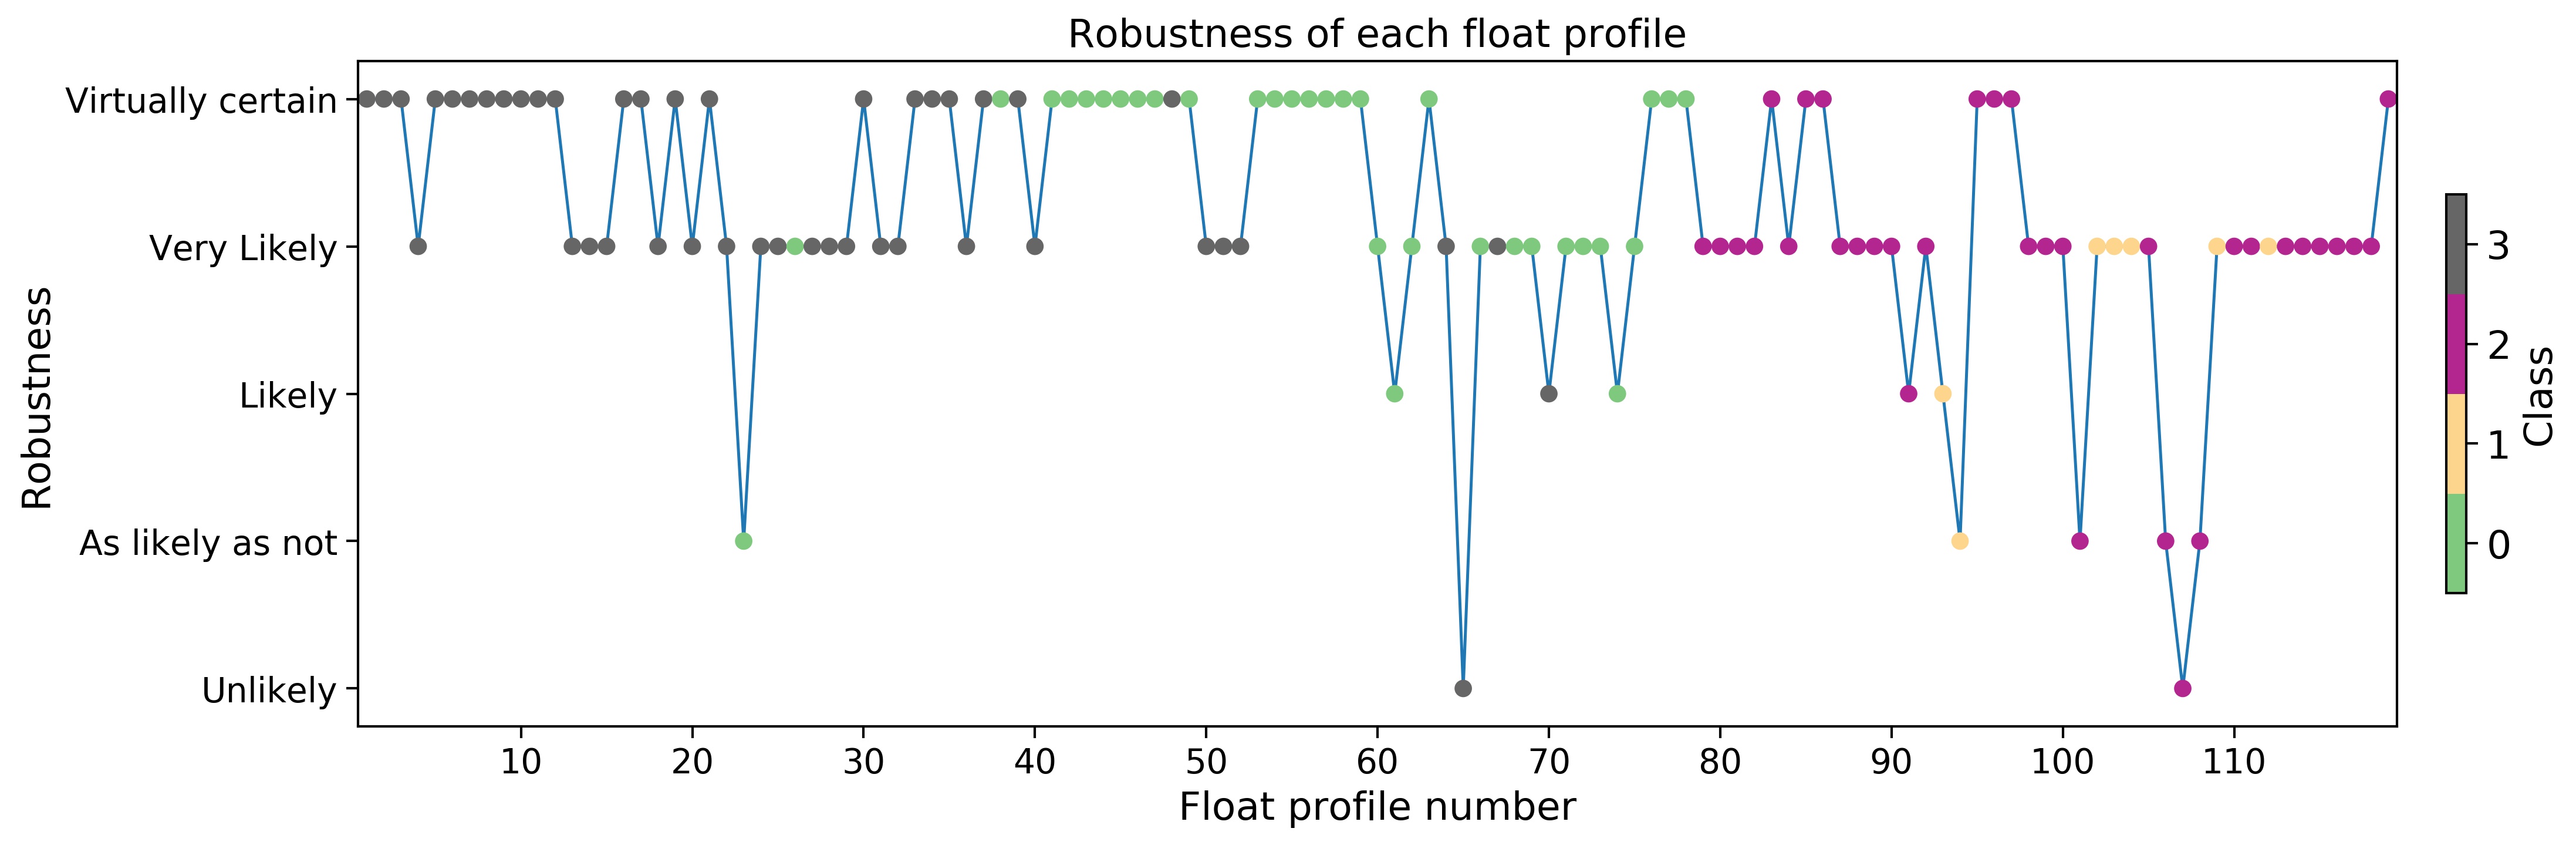 Robustness of each float profile
Robustness
Virtually certain
Very Likely
Likely
As likely as not
Unlikely
10 20 30 40 50 60 70 80 90 100 110
Float profile number
3
2
1
0
Class